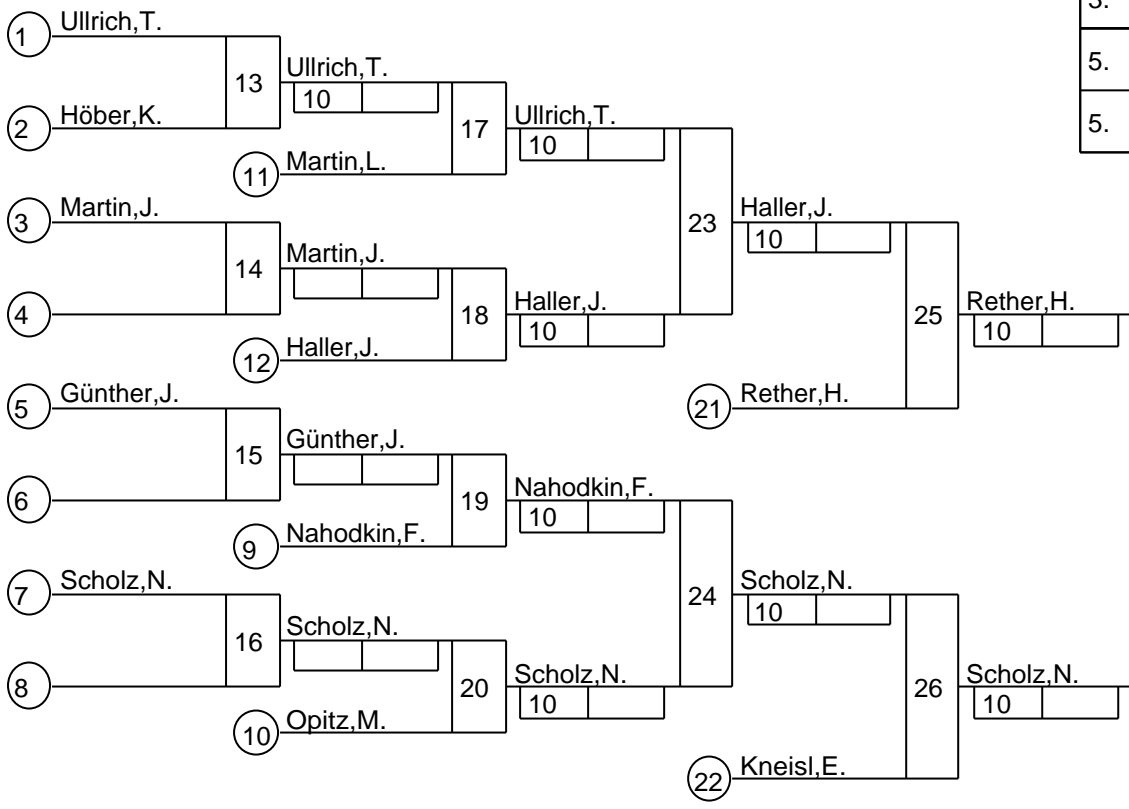 3.
1 Ullrich,T.
5.
13 Ullrich,T.
10
5.
2 Höber,K.
17 Ullrich,T.
10
11 Martin,L.
3 Martin,J.
23 Haller,J.
10
14 Martin,J.
4
18 Haller,J.
10
25 Rether,H.
10
12 Haller,J.
5 Günther,J.
21 Rether,H.
15 Günther,J.
6
19 Nahodkin,F.
10
9 Nahodkin,F.
7 Scholz,N.
24 Scholz,N.
10
16 Scholz,N.
8
20 Scholz,N.
10
26 Scholz,N.
10
10 Opitz,M.
22 Kneisl,E.